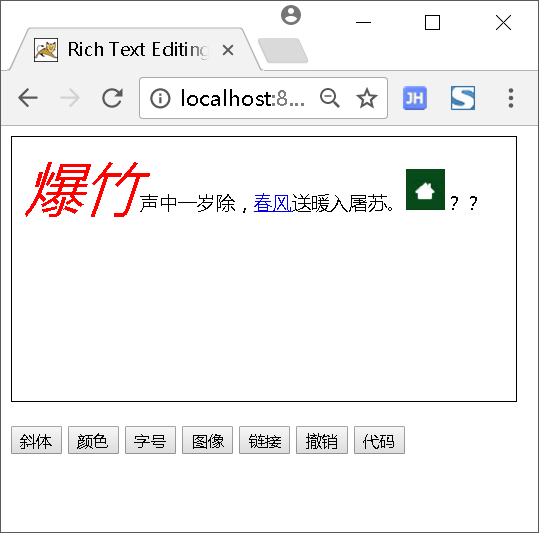 Rich Text Editing
localhost:8...
JH
爆竹声中一岁除，春风送暖入屠苏。？？
斜体 颜色 字号 图像 链接 撤销 代码